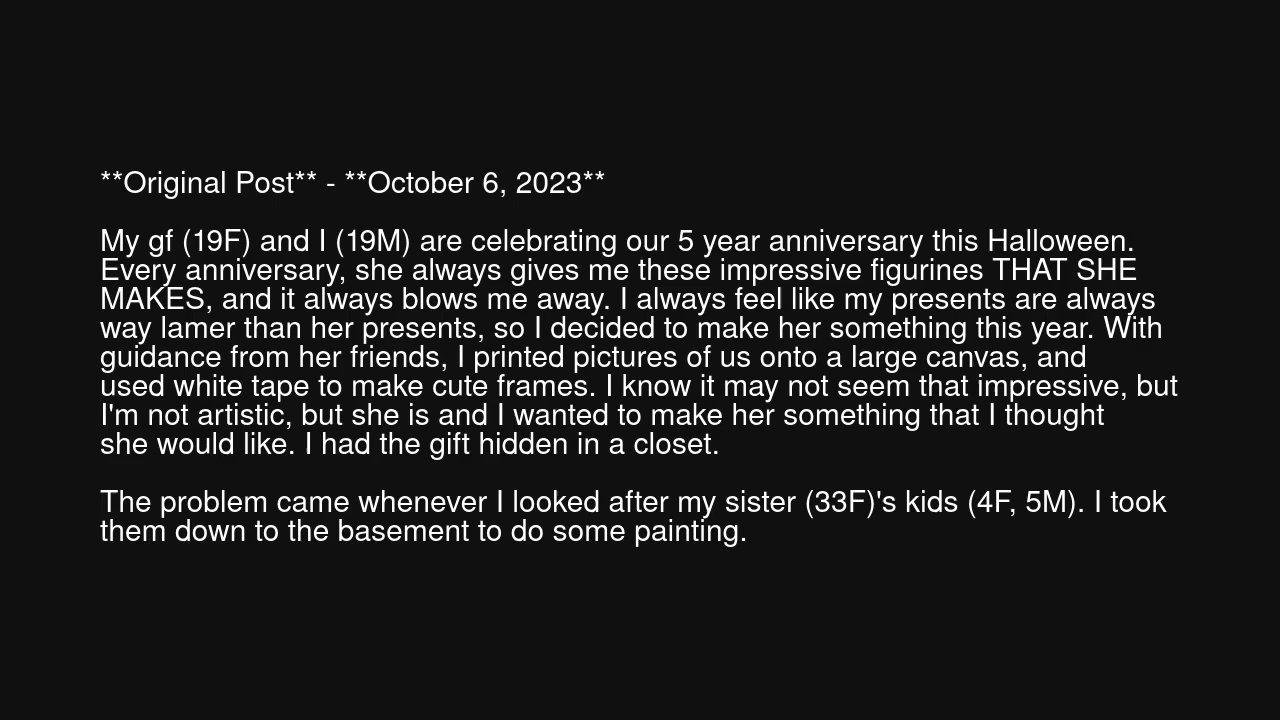 **Original Post** - **October 6, 2023**
My gf (19F) and I (19M) are celebrating our 5 year anniversary this Halloween.
Every anniversary, she always gives me these impressive figurines THAT SHE
MAKES, and it always blows me away. I always feel like my presents are always
way lamer than her presents, so I decided to make her something this year. With
guidance from her friends, I printed pictures of us onto a large canvas, and
used white tape to make cute frames. I know it may not seem that impressive, but
I'm not artistic, but she is and I wanted to make her something that I thought
she would like. I had the gift hidden in a closet.
The problem came whenever I looked after my sister (33F)'s kids (4F, 5M). I took
them down to the basement to do some painting.